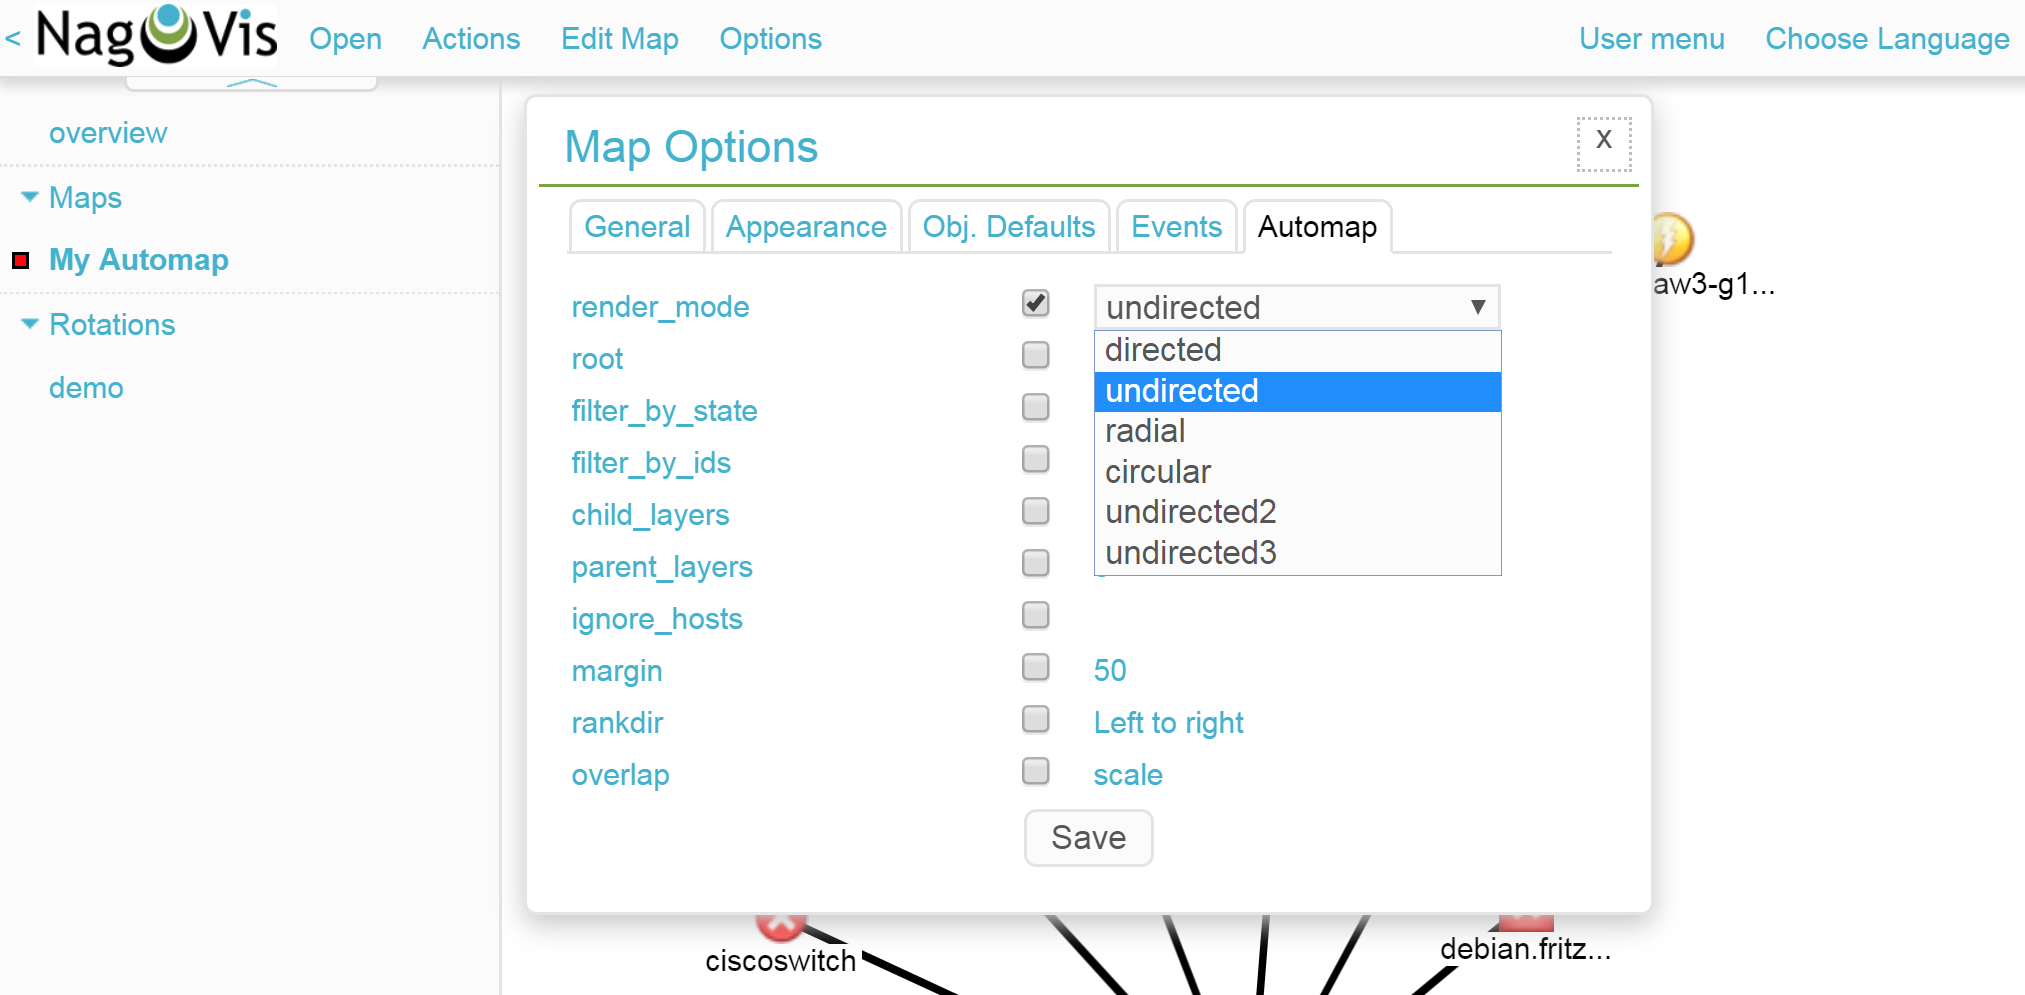 < NagVis Open Actions Edit Map Options User menu Choose Language
overview
Maps
My Automap
Rotations
demo
Map Options
x
General Appearance Obj. Defaults Events Automap
render_mode undirected ▼
directed
undirected
radial
circular
undirected2
undirected3
root
filter_by_state
filter_by_ids
child_layers
parent_layers
ignore_hosts
margin 50
rankdir Left to right
overlap scale
Save
aw3-g1...
ciscoswitch
debian.fritz...